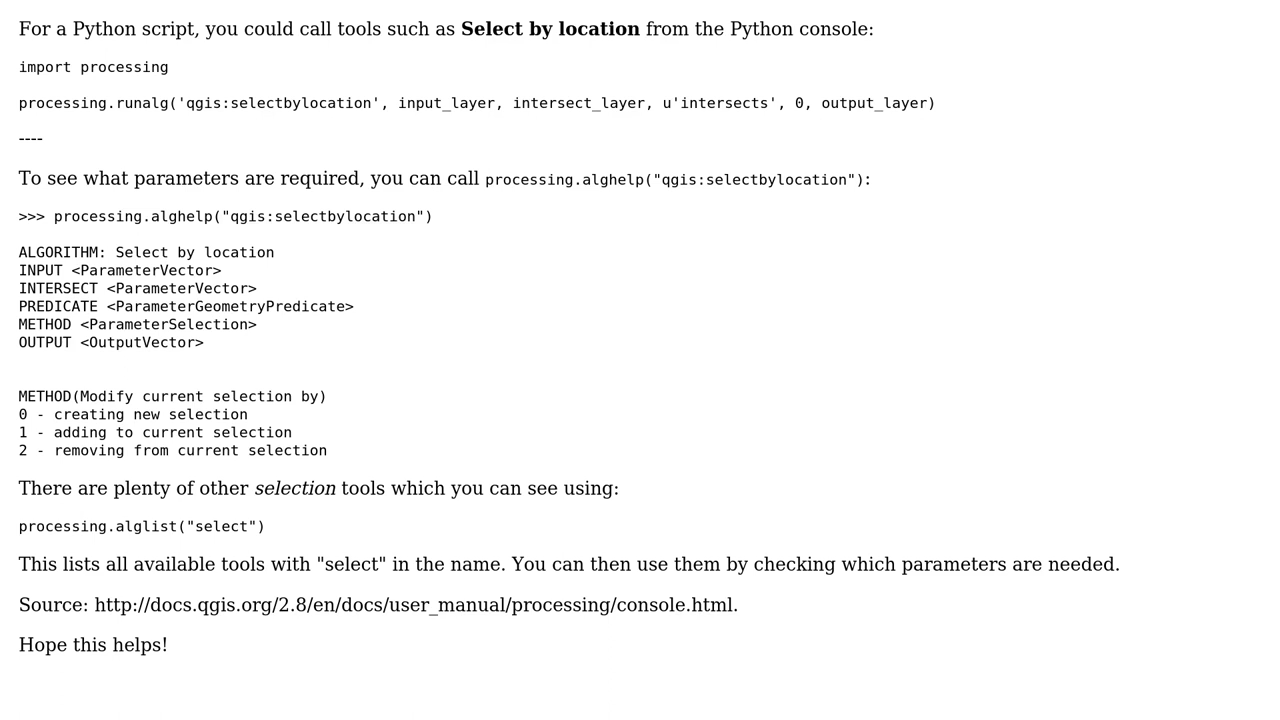 For a Python script, you could call tools such as Select by location from the Python console:
import processing
processing.runalg('qgis:selectbylocation', input_layer, intersect_layer, u'intersects', 0, output_layer)
----
To see what parameters are required, you can call processing.alghelp("qgis:selectbylocation"):
>>> processing.alghelp("qgis:selectbylocation")
ALGORITHM: Select by location
INPUT <ParameterVector>
INTERSECT <ParameterVector>
PREDICATE <ParameterGeometryPredicate>
METHOD <ParameterSelection>
OUTPUT <OutputVector>
METHOD(Modify current selection by)
0 - creating new selection
1 - adding to current selection
2 - removing from current selection
There are plenty of other selection tools which you can see using:
processing.alglist("select")
This lists all available tools with "select" in the name. You can then use them by checking which parameters are needed.
Source: http://docs.qgis.org/2.8/en/docs/user_manual/processing/console.html.
Hope this helps!